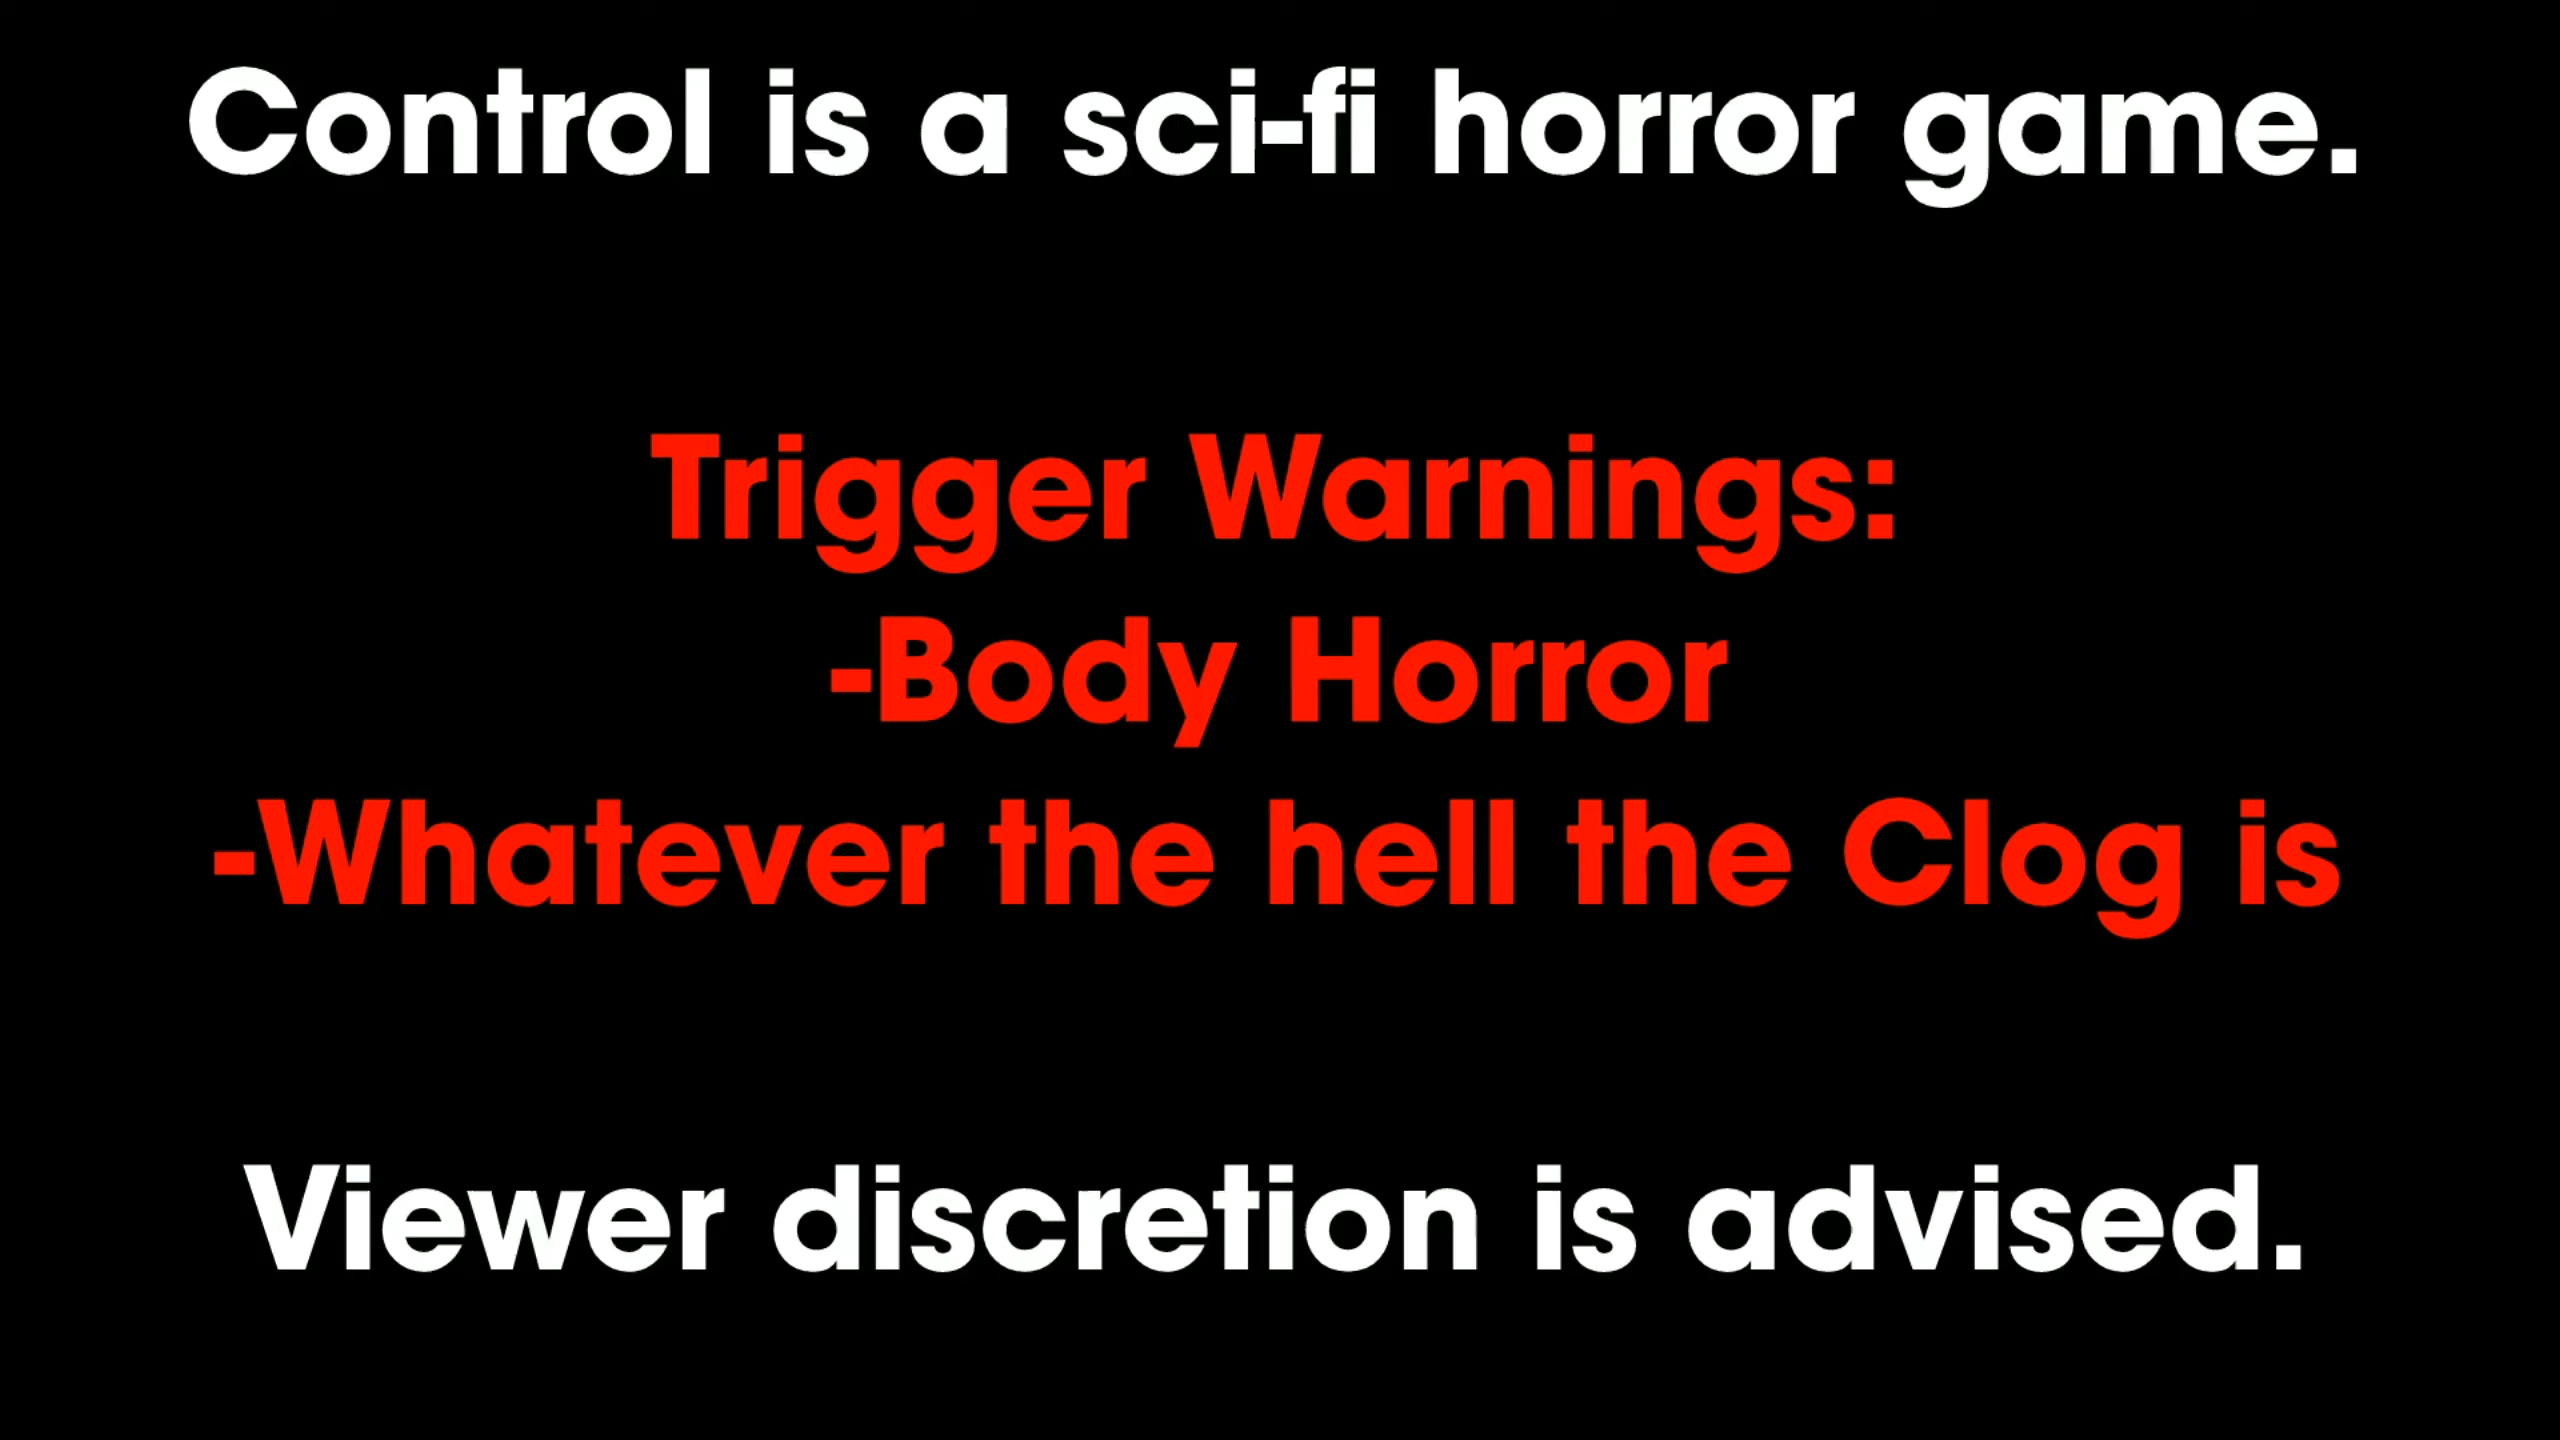 Control is a sci-fi horror game.
Trigger Warnings:
-Body Horror
-Whatever the hell the Clog is
Viewer discretion is advised.